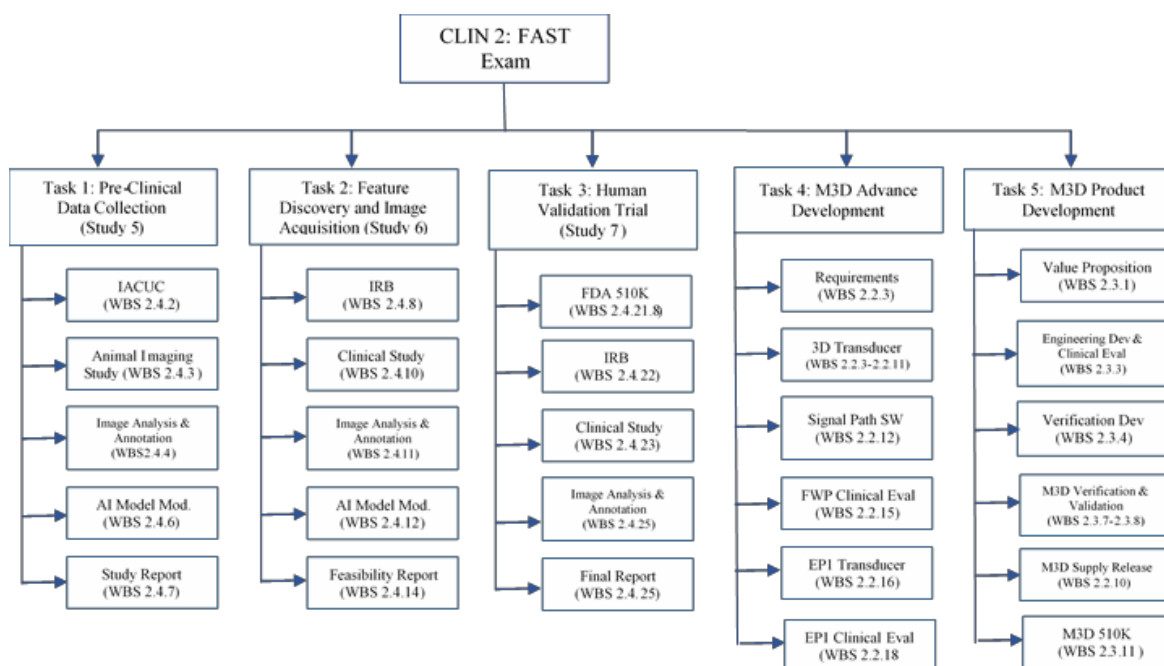 CLIN 2: FAST
Exam
Task 1: Pre-Clinical
Data Collection
(Study 5)
IACUC
(WBS 2.4.2)
Animal Imaging
Study (WBS 2.4.3)
Image Analysis &
Annotation
(WBS2.4.4)
AI Model Mod.
(WBS 2.4.6)
Study Report
(WBS 2.4.7)
Task 2: Feature
Discovery and Image
Acquisition (Study 6)
IRB
(WBS 2.4.8)
Clinical Study
(WBS 2.4.10)
Image Analysis &
Annotation
(WBS 2.4.11)
AI Model Mod.
(WBS 2.4.12)
Feasibility Report
(WBS 2.4.14)
Task 3: Human
Validation Trial
(Study 7)
FDA 510K
(WBS 2.4.21.8)
IRB
(WBS 2.4.22)
Clinical Study
(WBS 2.4.23)
Image Analysis &
Annotation
(WBS 2.4.25)
Final Report
(WBS 2.4.25)
Task 4: M3D Advance
Development
Requirements
(WBS 2.2.3)
3D Transducer
(WBS 2.2.3-2.2.11)
Signal Path SW
(WBS 2.2.12)
FWP Clinical Eval
(WBS 2.2.15)
EP1 Transducer
(WBS 2.2.16)
EP1 Clinical Eval
(WBS 2.2.18
Task 5: M3D Product
Development
Value Proposition
(WBS 2.3.1)
Engineering Dev &
Clinical Eval
(WBS 2.3.3)
Verification Dev
(WBS 2.3.4)
M3D Verification &
Validation
(WBS 2.3.7-2.3.8)
M3D Supply Release
(WBS 2.2.10)
M3D 510K
(WBS 2.3.11)